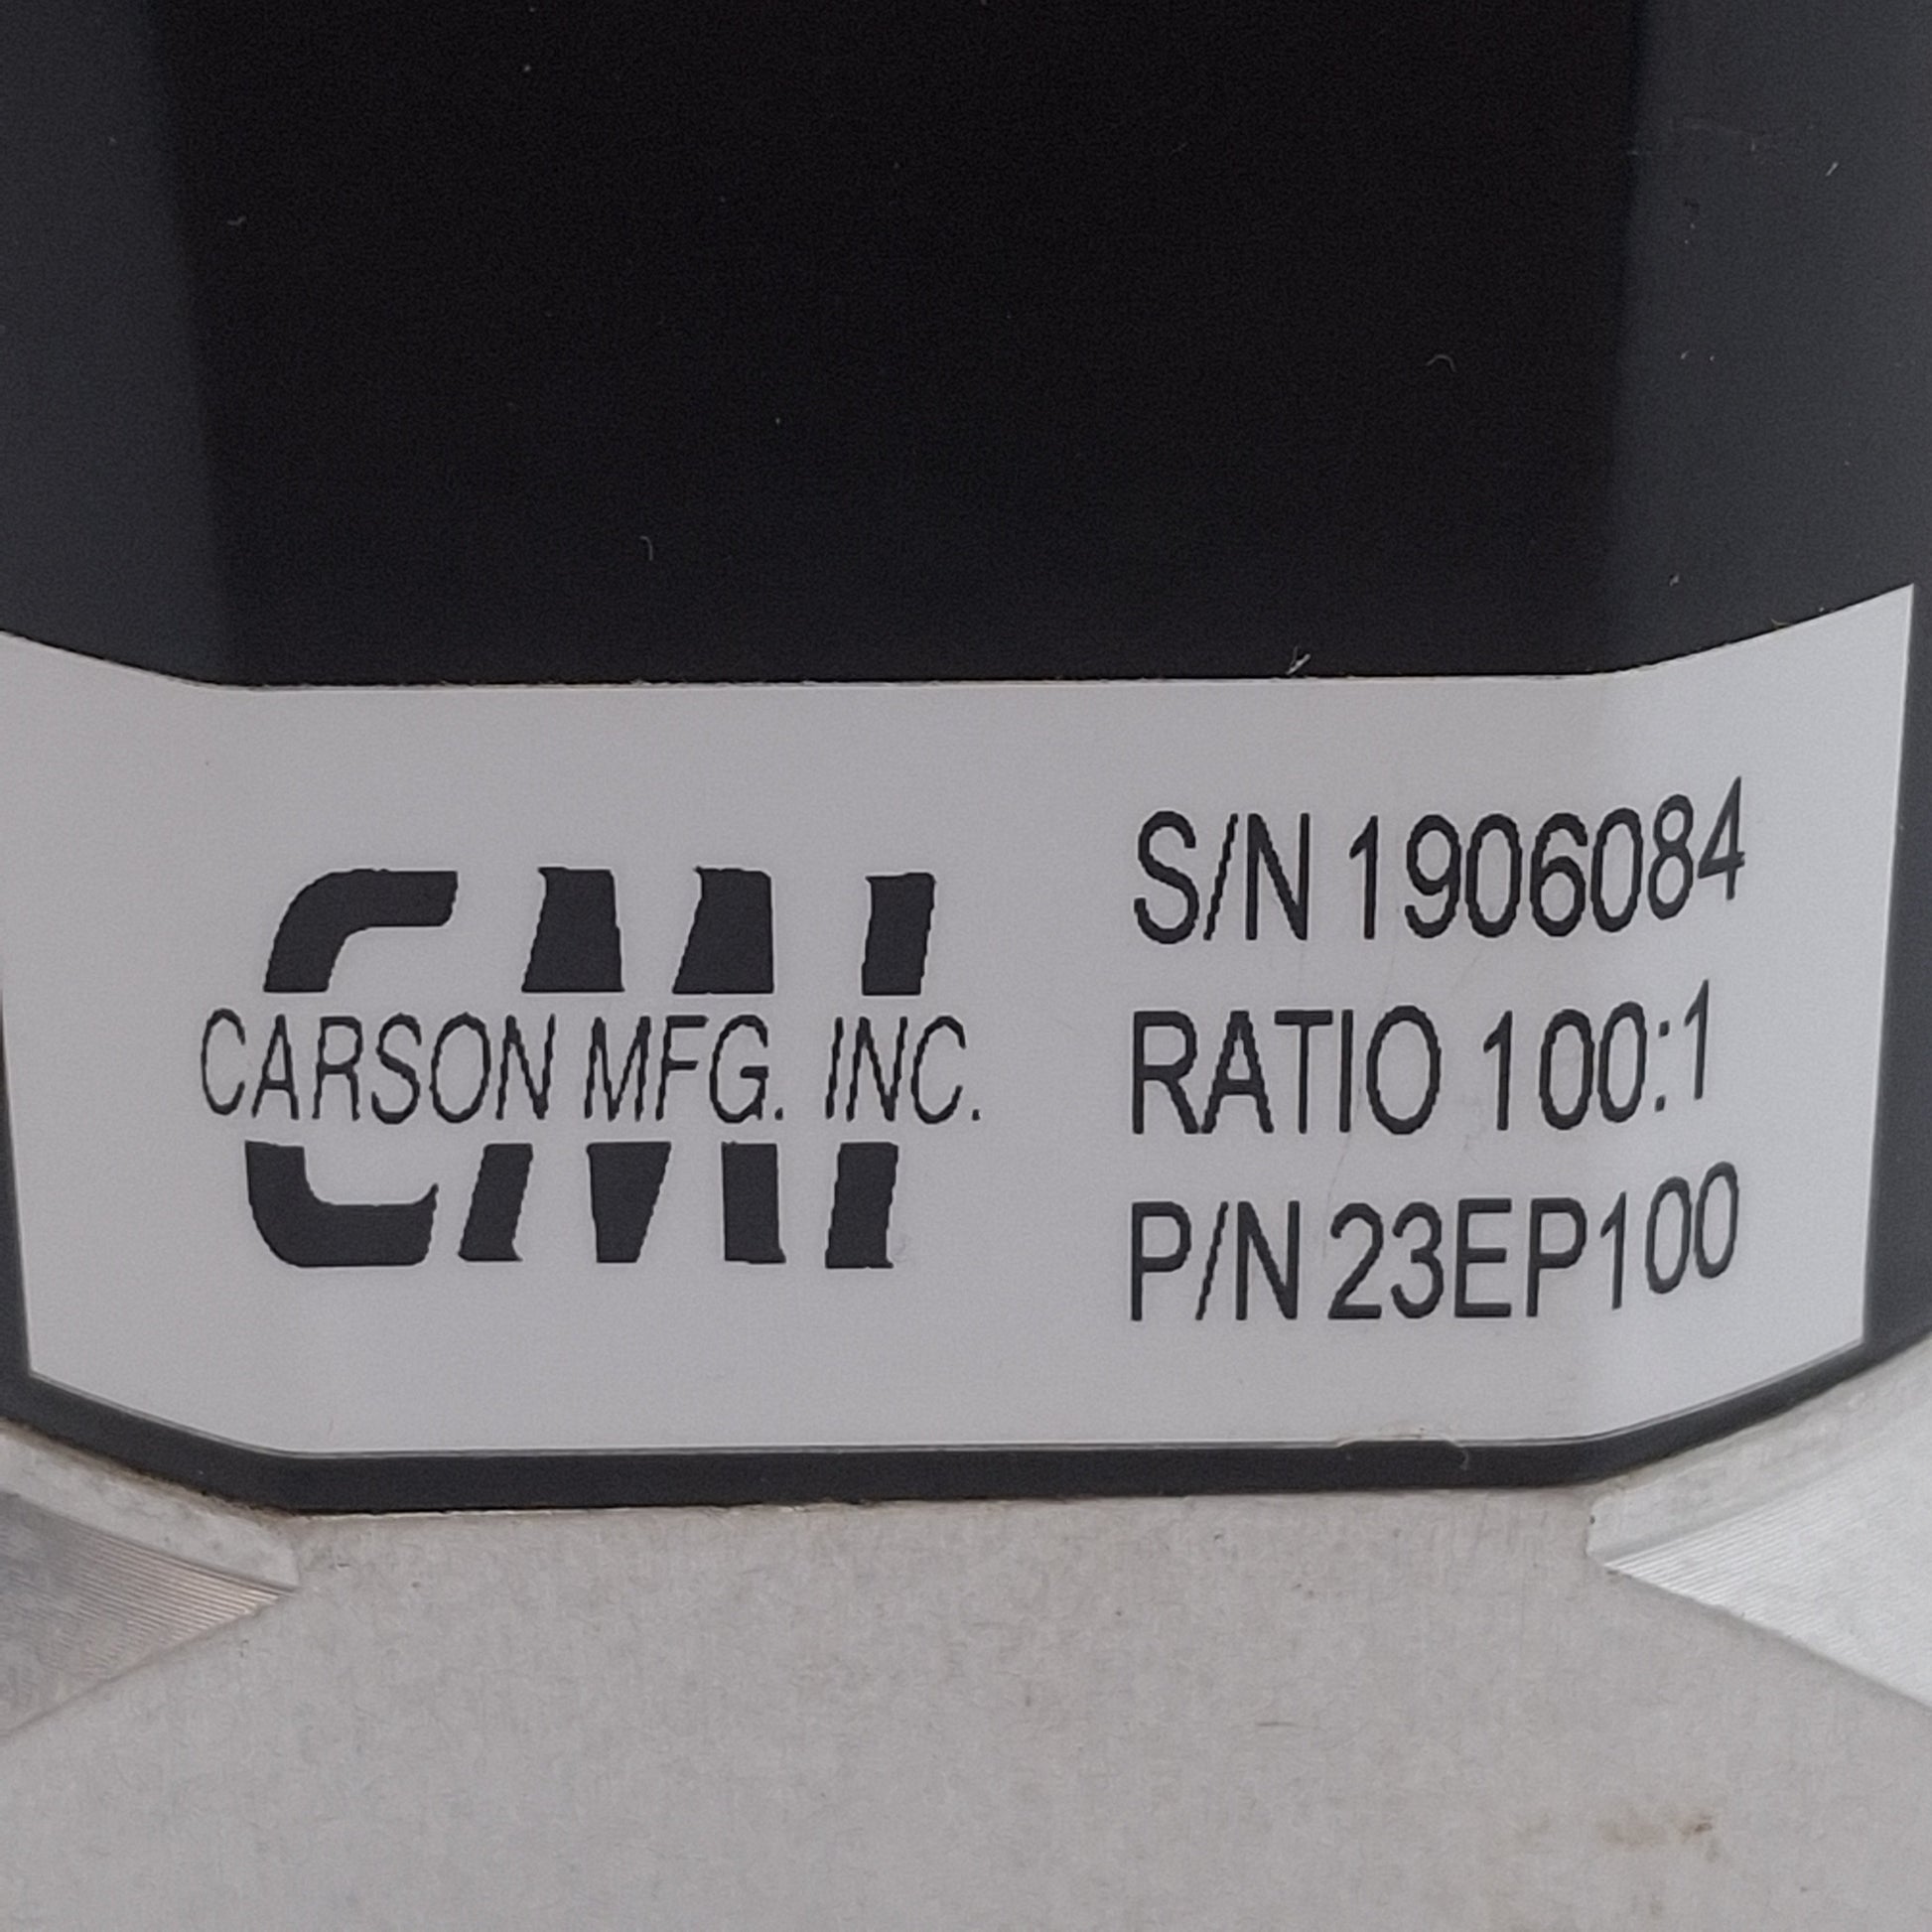 CMI
CARSON MFG. INC.
S/N 1906084
RATIO 100:1
P/N 23EP100